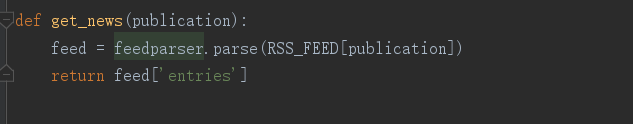 def get_news(publication):
    feed = feedparser.parse(RSS_FEED[publication])
    return feed['entries']